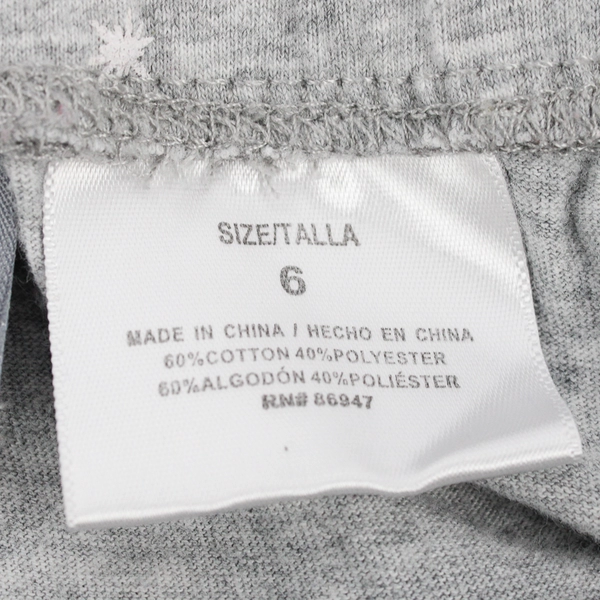 SIZE/TALLA
6
MADE IN CHINA / HECHO EN CHINA
60%COTTON 40%POLYESTER
60%ALGODÓN 40%POLIÉSTER
RN# 86947